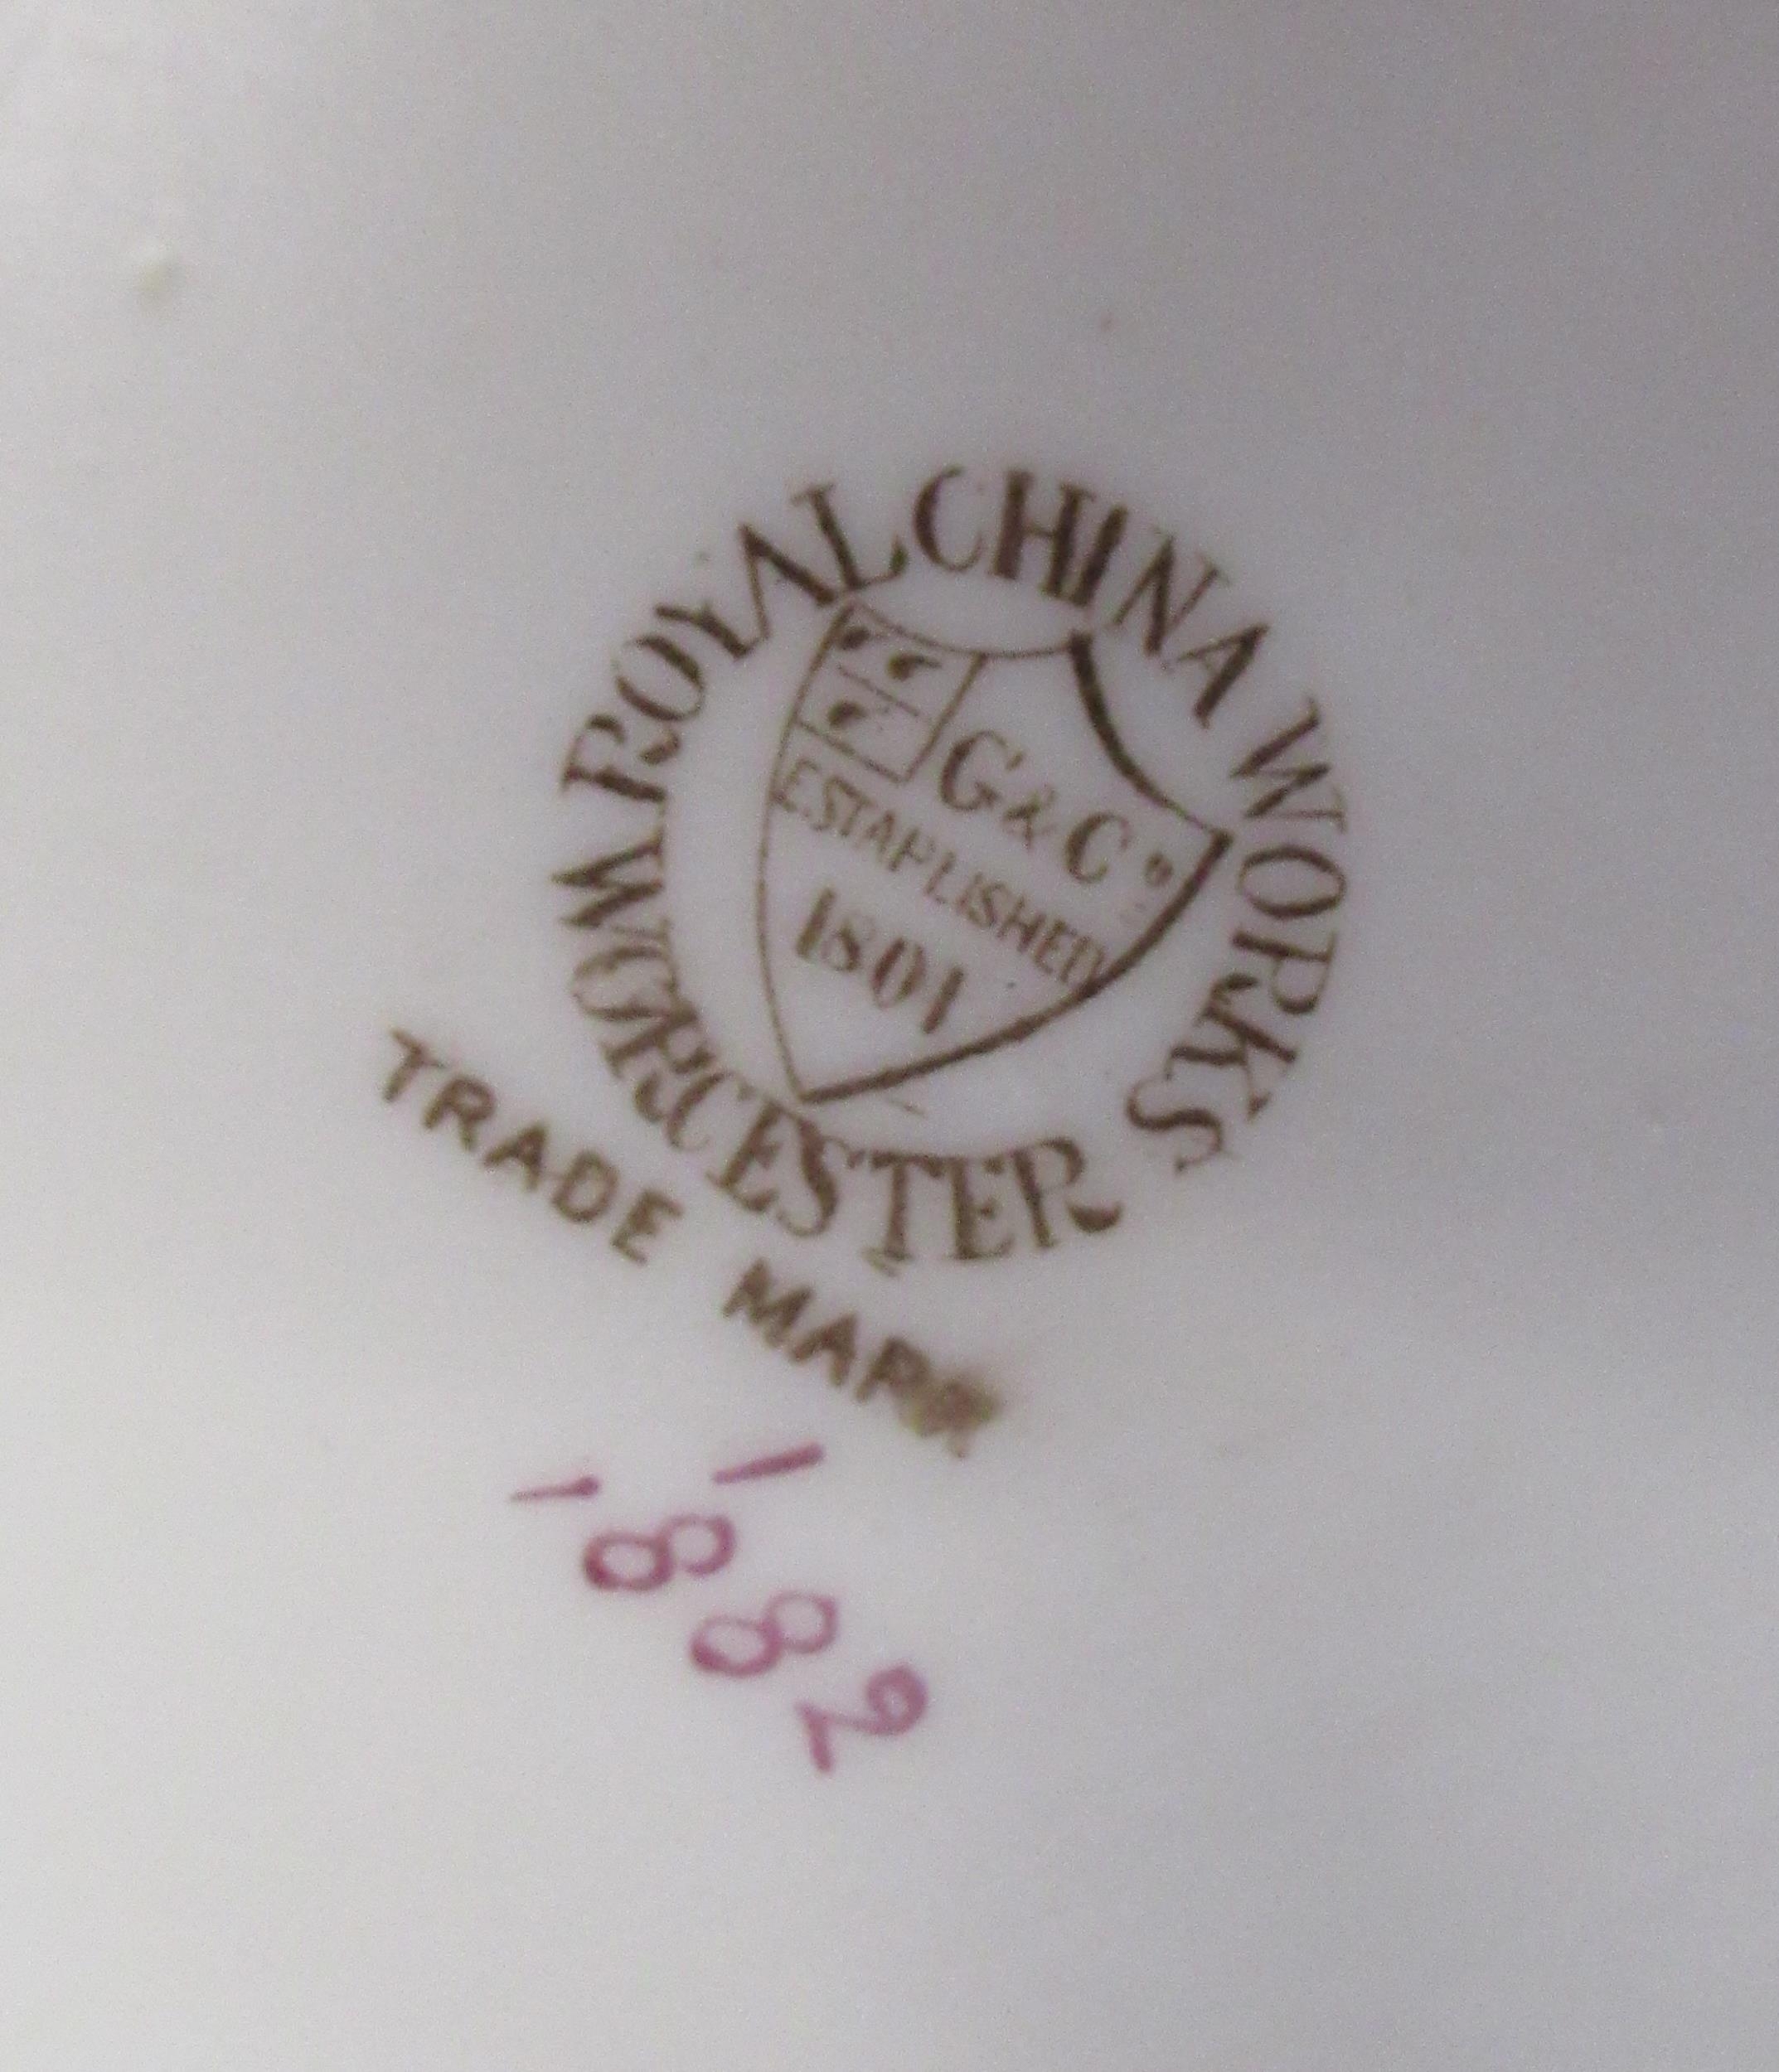 ROYAL CHINA WORKS
WORCESTER
G & Co
ESTABLISHED
1801
TRADE MARK
1
1882